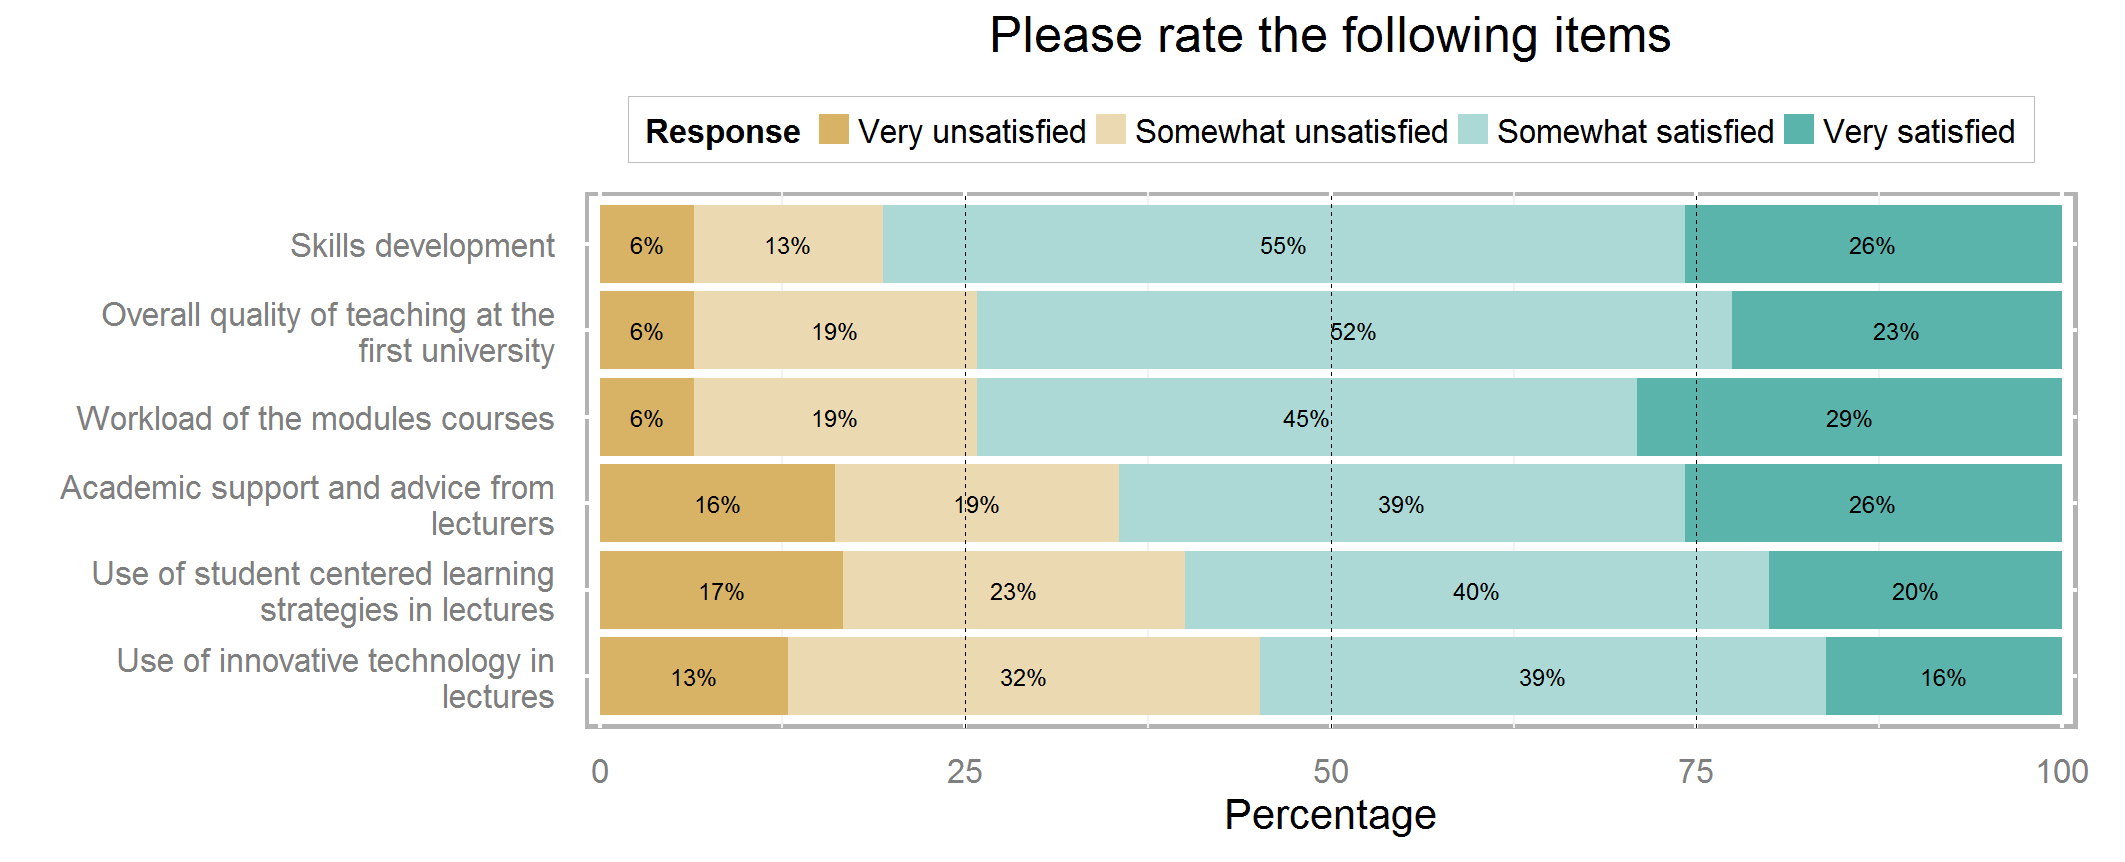 Please rate the following items
Response Very unsatisfied Somewhat unsatisfied Somewhat satisfied Very satisfied
Skills development
6% 13% 55% 26%
Overall quality of teaching at the
first university
6% 19% 52% 23%
Workload of the modules courses
6% 19% 45% 29%
Academic support and advice from
lecturers
16% 19% 39% 26%
Use of student centered learning
strategies in lectures
17% 23% 40% 20%
Use of innovative technology in
lectures
13% 32% 39% 16%
0 25 50 75 100
Percentage